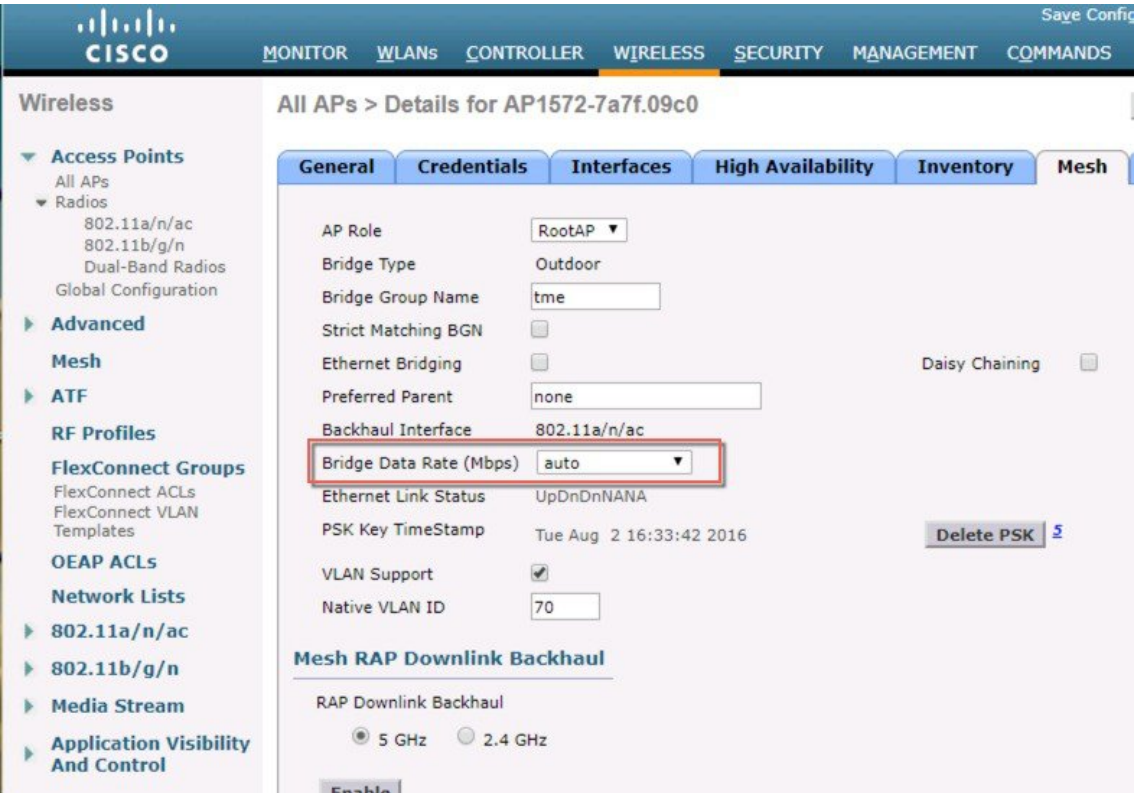 Save Config
CISCO
MONITOR WLANs CONTROLLER WIRELESS SECURITY MANAGEMENT COMMANDS
Wireless
Access Points
All APs
Radios
802.11a/n/ac
802.11b/g/n
Dual-Band Radios
Global Configuration
Advanced
Mesh
ATF
RF Profiles
FlexConnect Groups
FlexConnect ACLs
FlexConnect VLAN
Templates
OEAP ACLs
Network Lists
802.11a/n/ac
802.11b/g/n
Media Stream
Application Visibility
And Control
All APs > Details for AP1572-7a7f.09c0
General Credentials Interfaces High Availability Inventory Mesh
AP Role RootAP
Bridge Type Outdoor
Bridge Group Name tme
Strict Matching BGN
Ethernet Bridging Daisy Chaining
Preferred Parent none
Backhaul Interface 802.11a/n/ac
Bridge Data Rate (Mbps) auto
Ethernet Link Status UpDnDnNANA
PSK Key TimeStamp Tue Aug 2 16:33:42 2016 Delete PSK 5
VLAN Support
Native VLAN ID 70
Mesh RAP Downlink Backhaul
RAP Downlink Backhaul
5 GHz 2.4 GHz
Enable